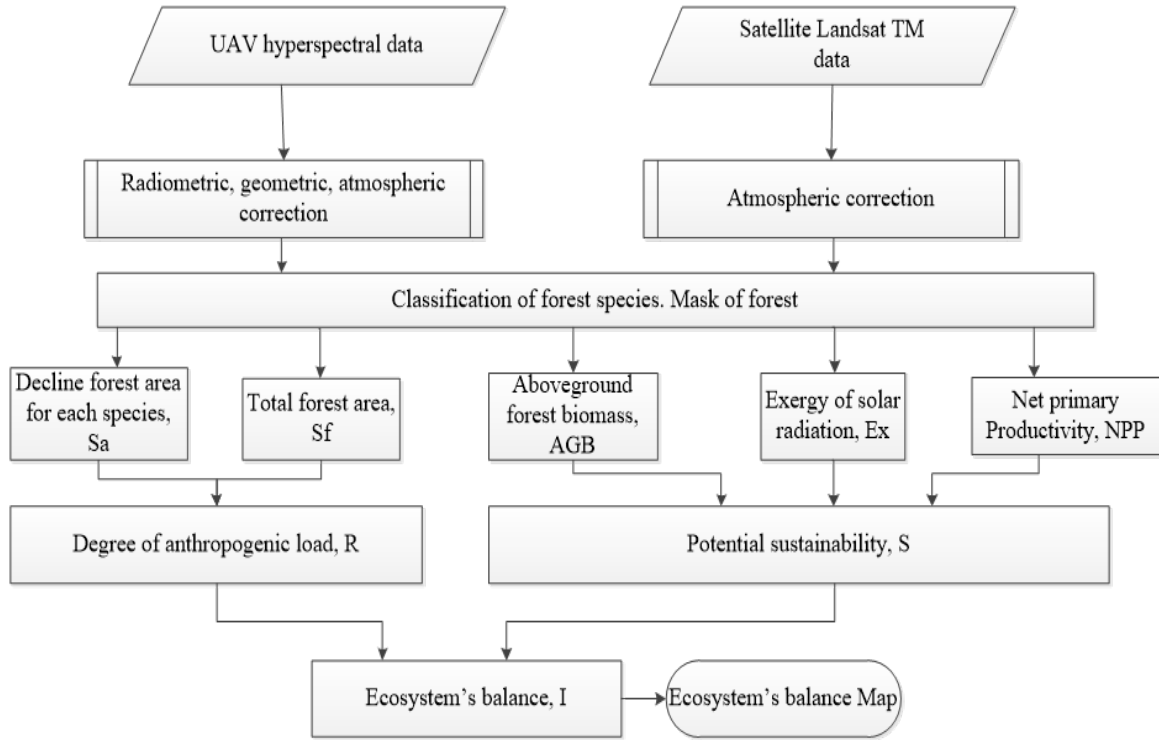 UAV hyperspectral data
Satellite Landsat TM
data
Radiometric, geometric, atmospheric
correction
Atmospheric correction
Classification of forest species. Mask of forest
Decline forest area
for each species,
Sa
Total forest area,
Sf
Aboveground
forest biomass,
AGB
Exergy of solar
radiation, Ex
Net primary
Productivity, NPP
Degree of anthropogenic load, R
Potential sustainability, S
Ecosystem’s balance, I
Ecosystem’s balance Map